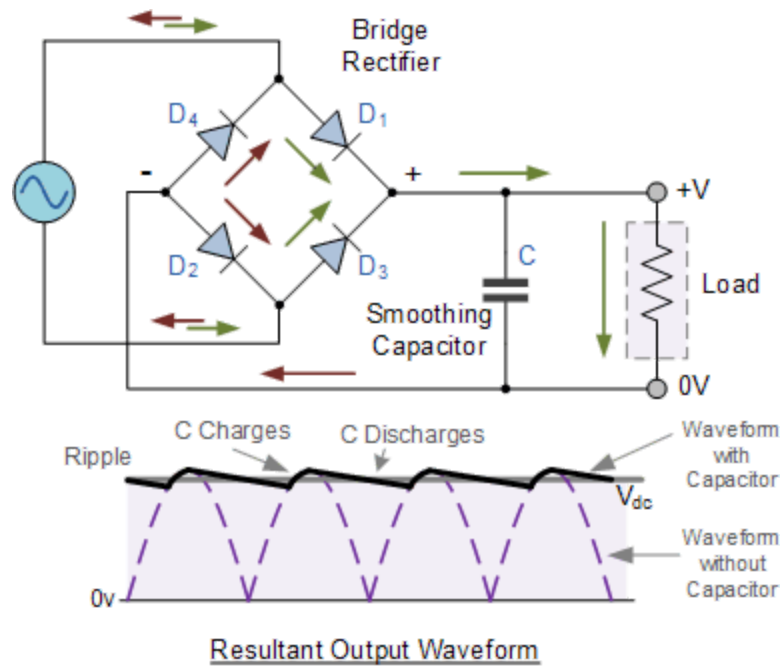 Bridge
Rectifier
D4
D1
-
+
+V
D2
D3
C
Load
Smoothing
Capacitor
0V
C Charges
C Discharges
Ripple
Waveform
with
Capacitor
Vdc
Waveform
without
Capacitor
0v
Resultant Output Waveform